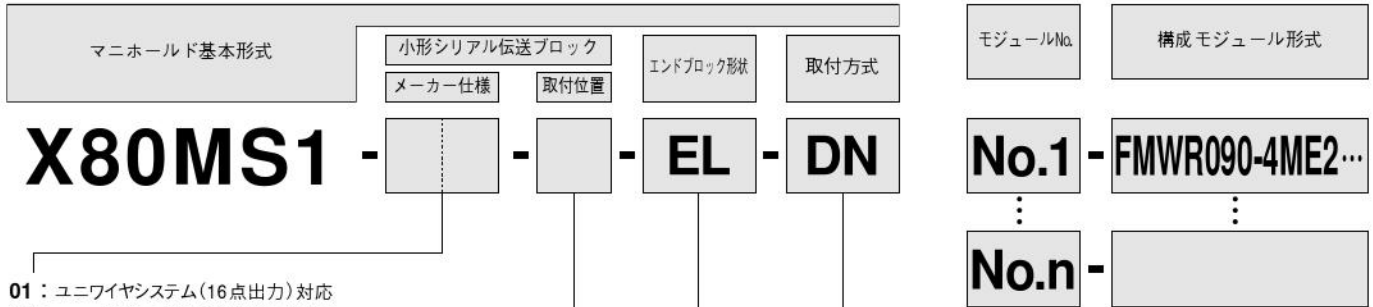 マニホールド基本形式
小形シリアル伝送ブロック
メーカー仕様
取付位置
エンドブロック形状
取付方式
モジュールNo.
構成モジュール形式
X80MS1 - - - EL - DN
No.1 - FMWR090-4ME2…
No.n -
01：ユニワイヤシステム(16点出力)対応